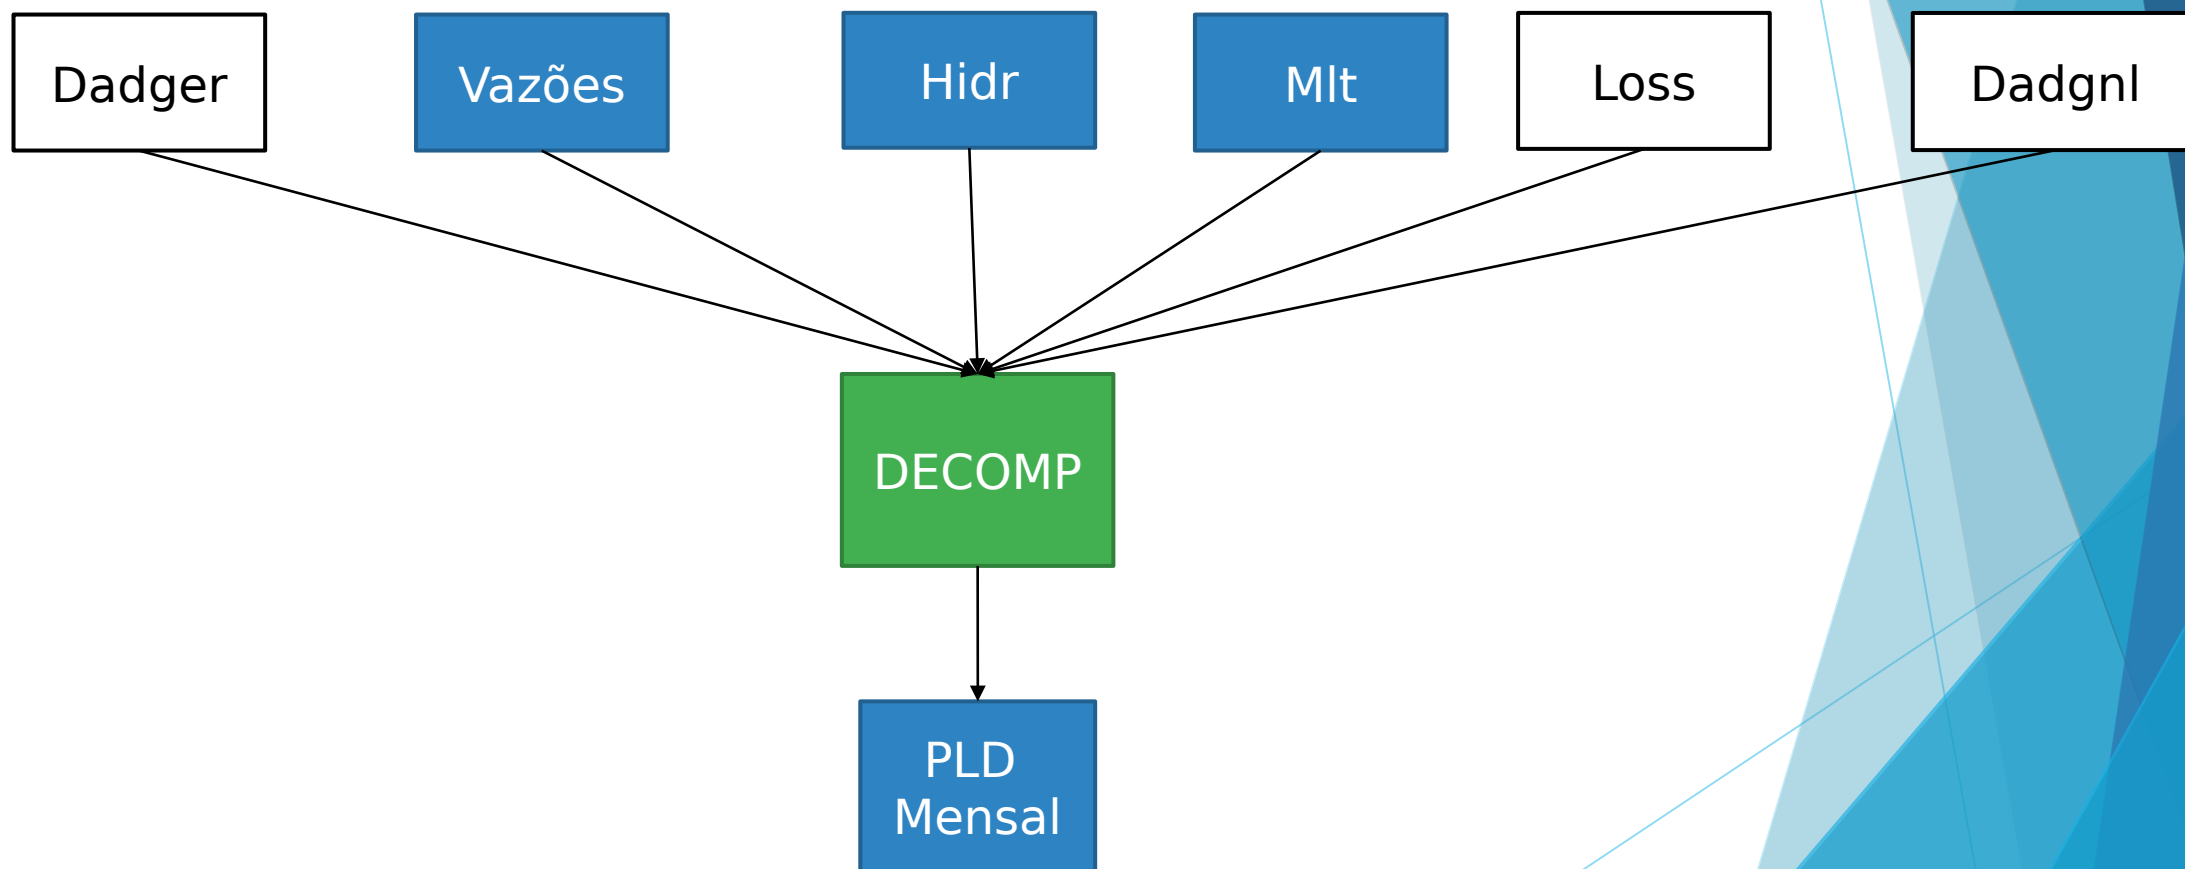 Dadger
Vazões
Hidr
Mlt
Loss
Dadgnl
DECOMP
PLD
Mensal